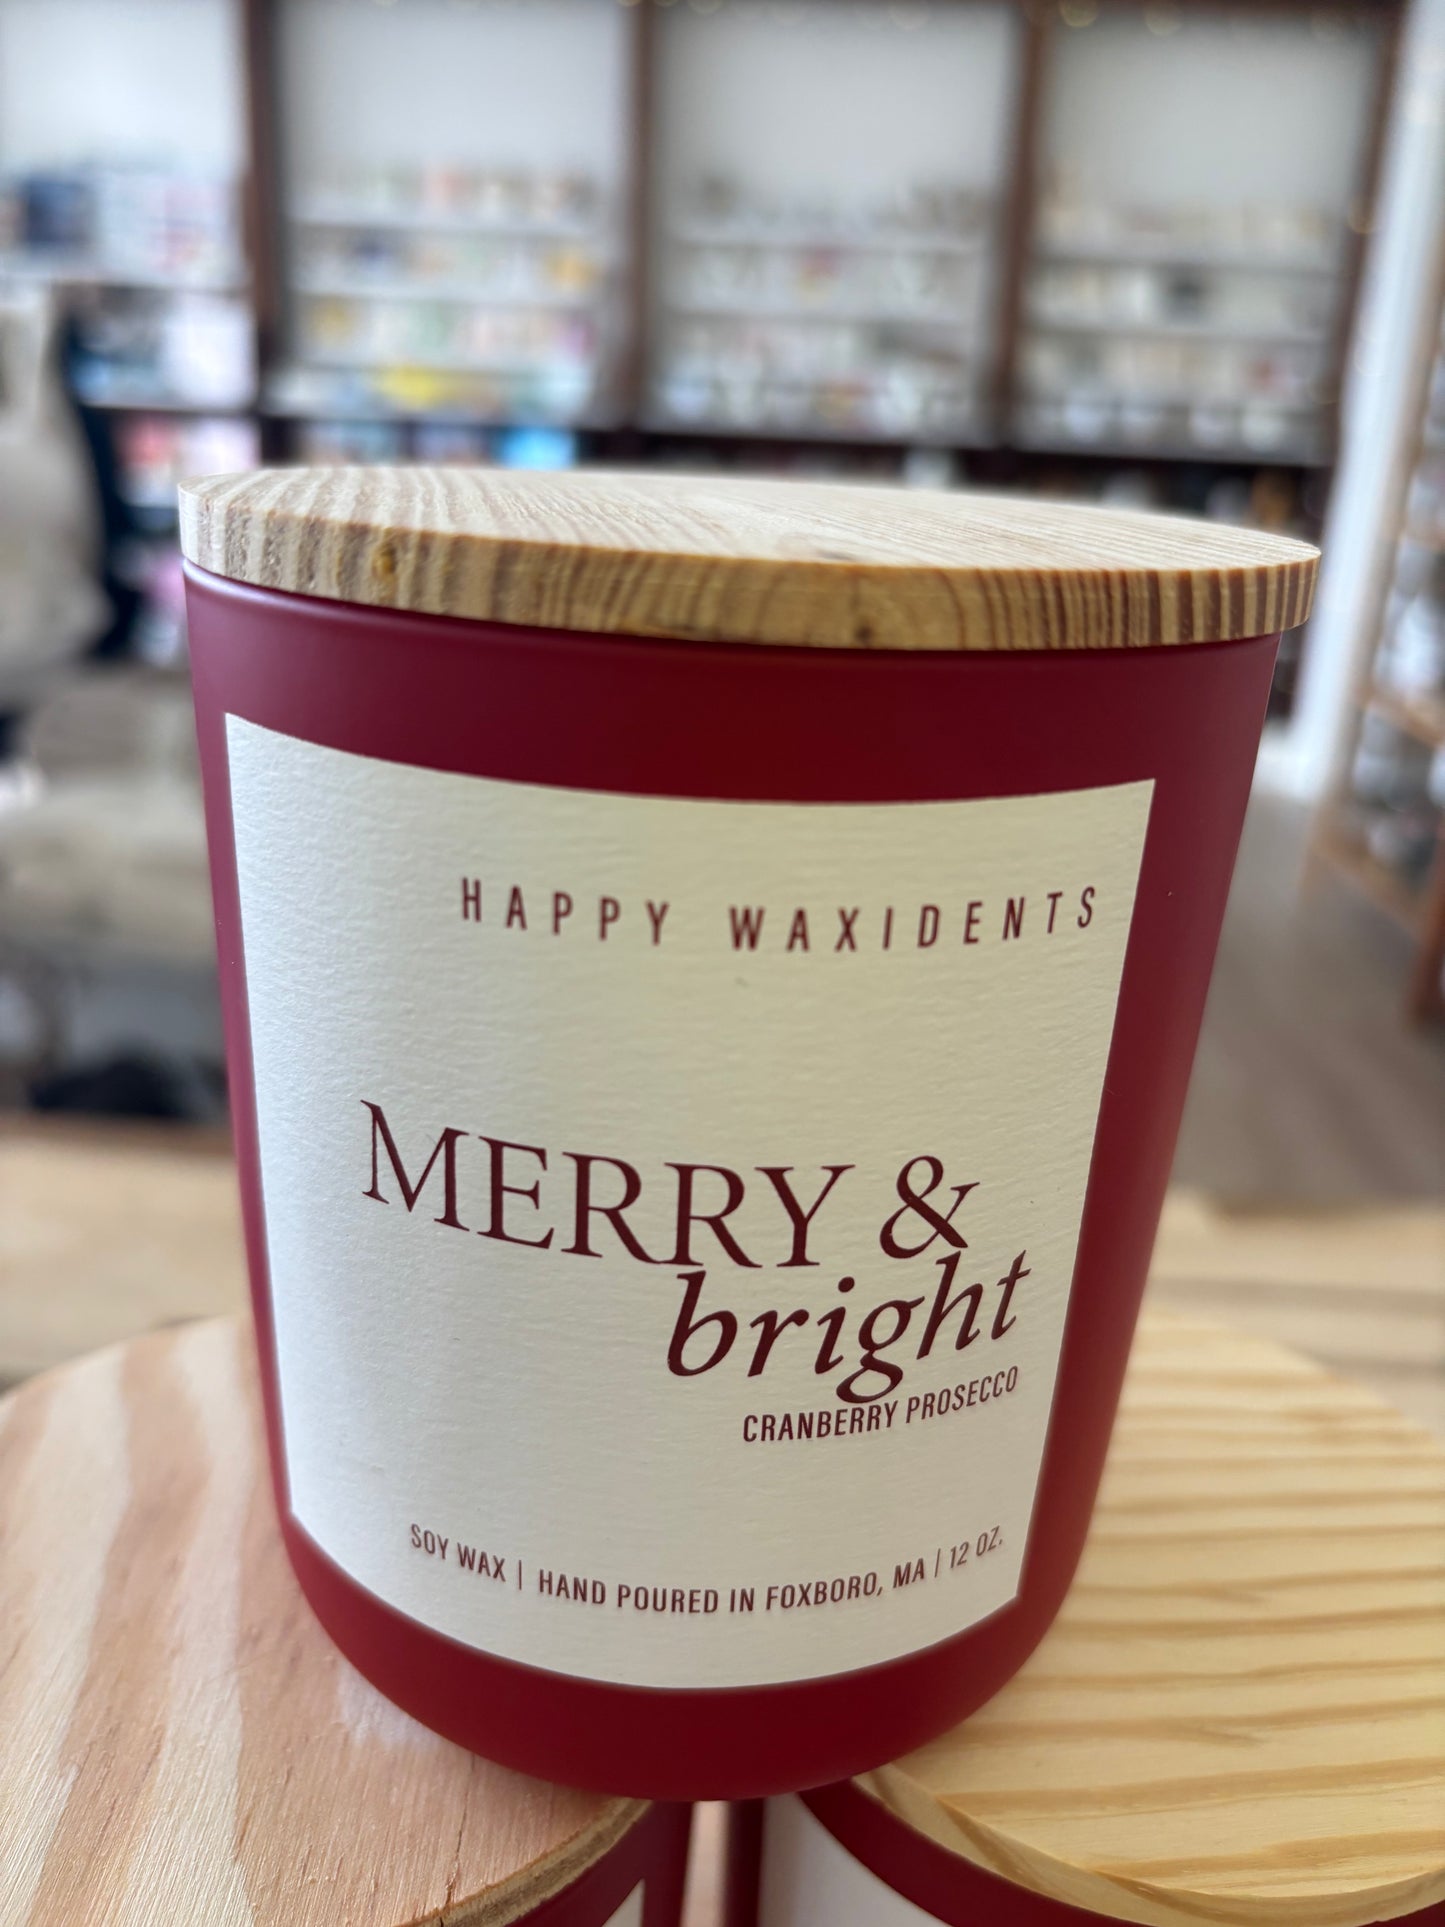 HAPPY WAXIDENTS
MERRY &
bright
CRANBERRY PROSECCO
SOY WAX | HAND POURED IN FOXBORO, MA | 12 OZ.